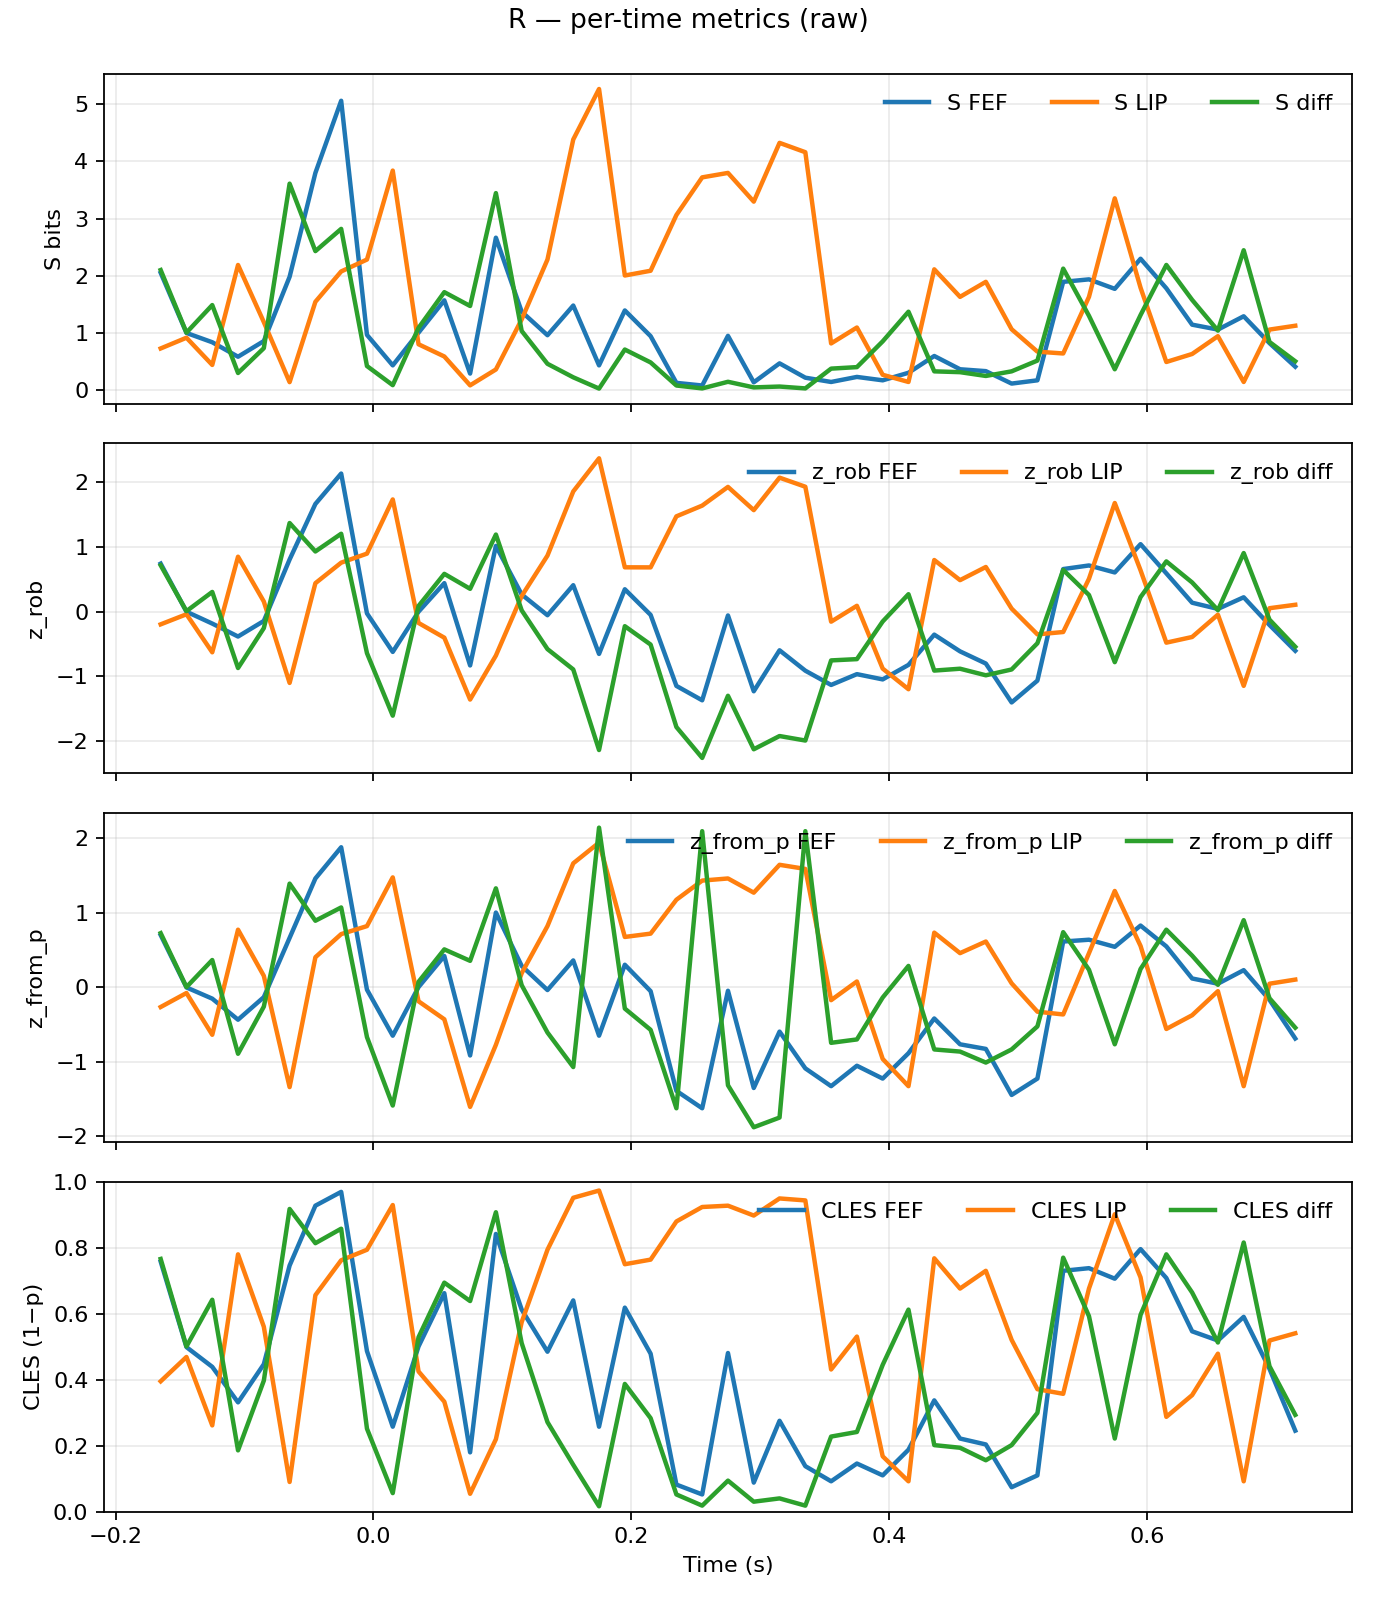 R — per-time metrics (raw)
S FEF S LIP S diff
S bits
5
4
3
2
1
0
z_rob FEF z_rob LIP z_rob diff
z_rob
2
1
0
−1
−2
z_from_p FEF z_from_p LIP z_from_p diff
z_from_p
2
1
0
−1
−2
CLES FEF CLES LIP CLES diff
CLES (1−p)
1.0
0.8
0.6
0.4
0.2
0.0
−0.2 0.0 0.2 0.4 0.6
Time (s)